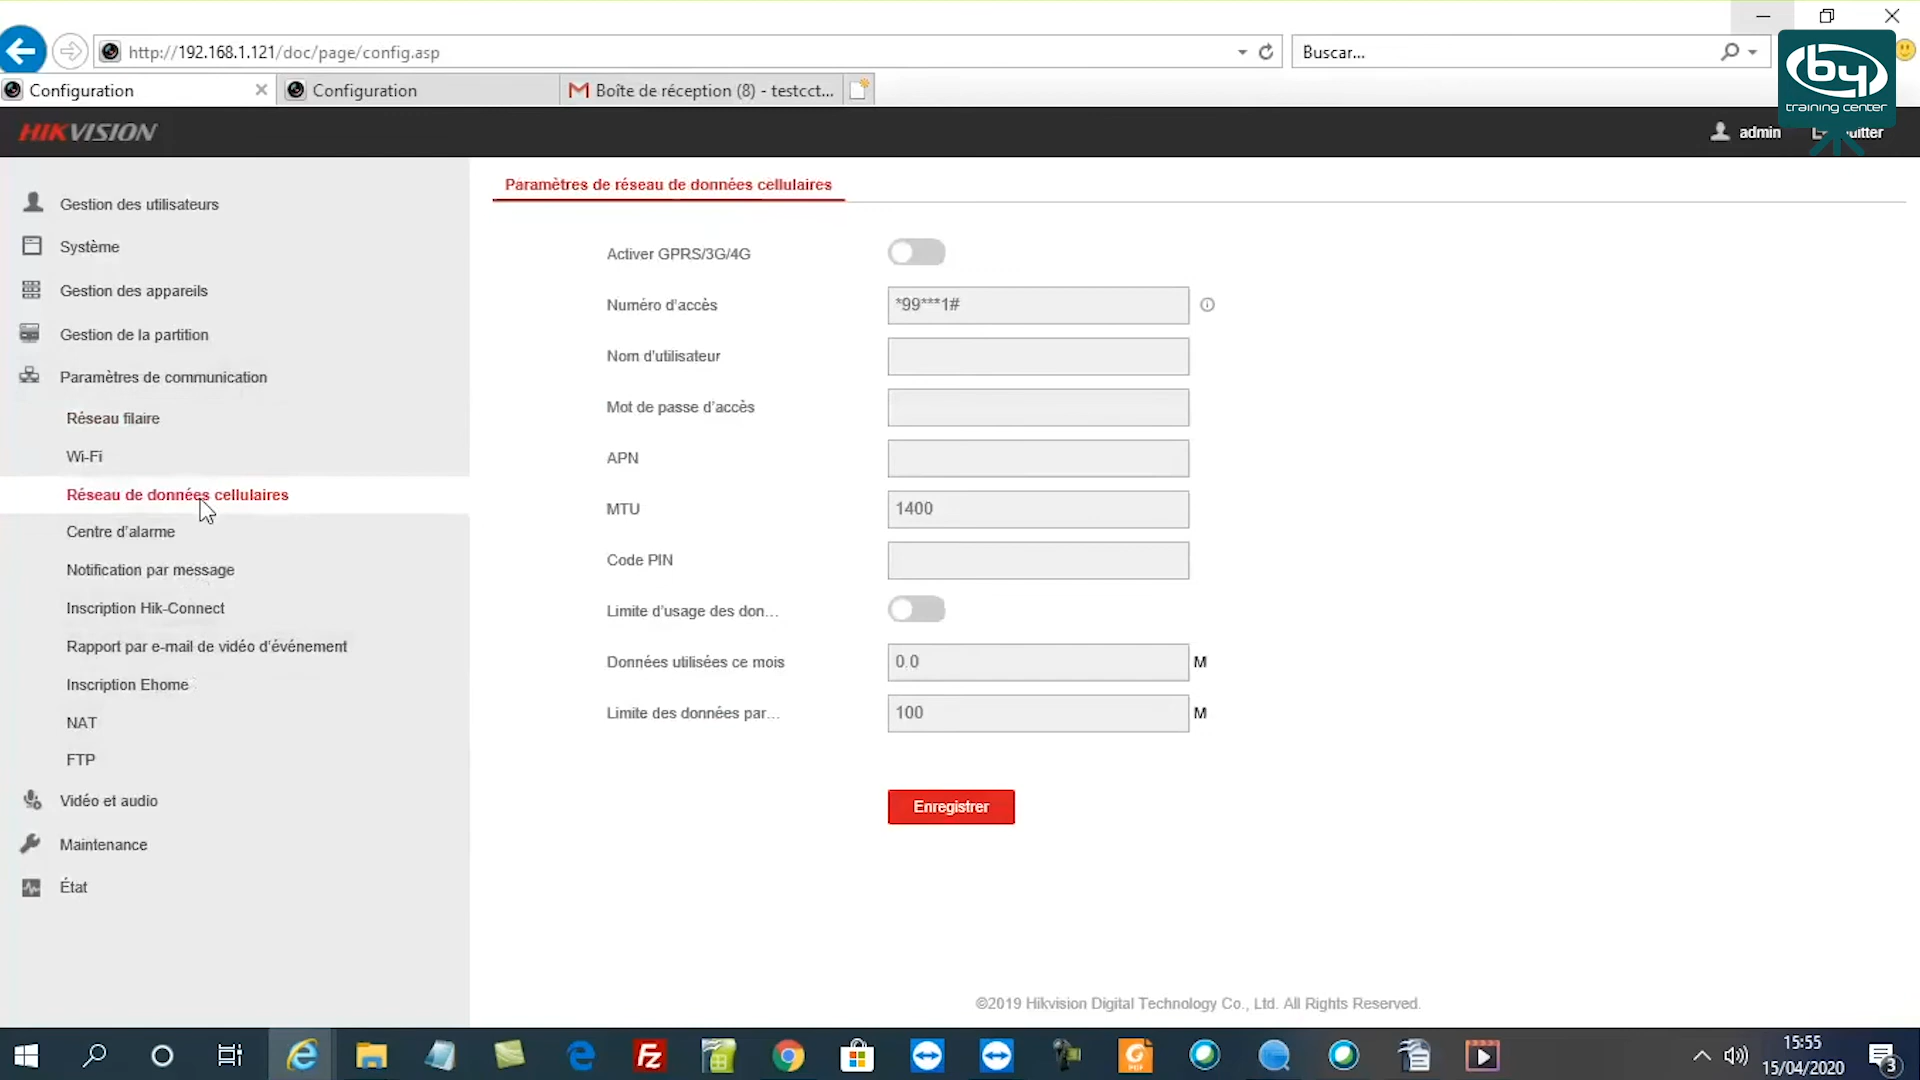 http://192.168.1.121/doc/page/config.asp
Buscar...
Configuration
Configuration
Boîte de réception (8) - testcct...
by
training center
HIKVISION
admin
uitter
Gestion des utilisateurs
Système
Gestion des appareils
Gestion de la partition
Paramètres de communication
Réseau filaire
Wi-Fi
Réseau de données cellulaires
Centre d'alarme
Notification par message
Inscription Hik-Connect
Rapport par e-mail de vidéo d'événement
Inscription Ehome
NAT
FTP
Vidéo et audio
Maintenance
État
Paramètres de réseau de données cellulaires
Activer GPRS/3G/4G
Numéro d'accès *99***1#
Nom d'utilisateur
Mot de passe d'accès
APN
MTU 1400
Code PIN
Limite d'usage des don...
Données utilisées ce mois 0.0 M
Limite des données par... 100 M
Enregistrer
©2019 Hikvision Digital Technology Co., Ltd. All Rights Reserved.
15:55
15/04/2020
3